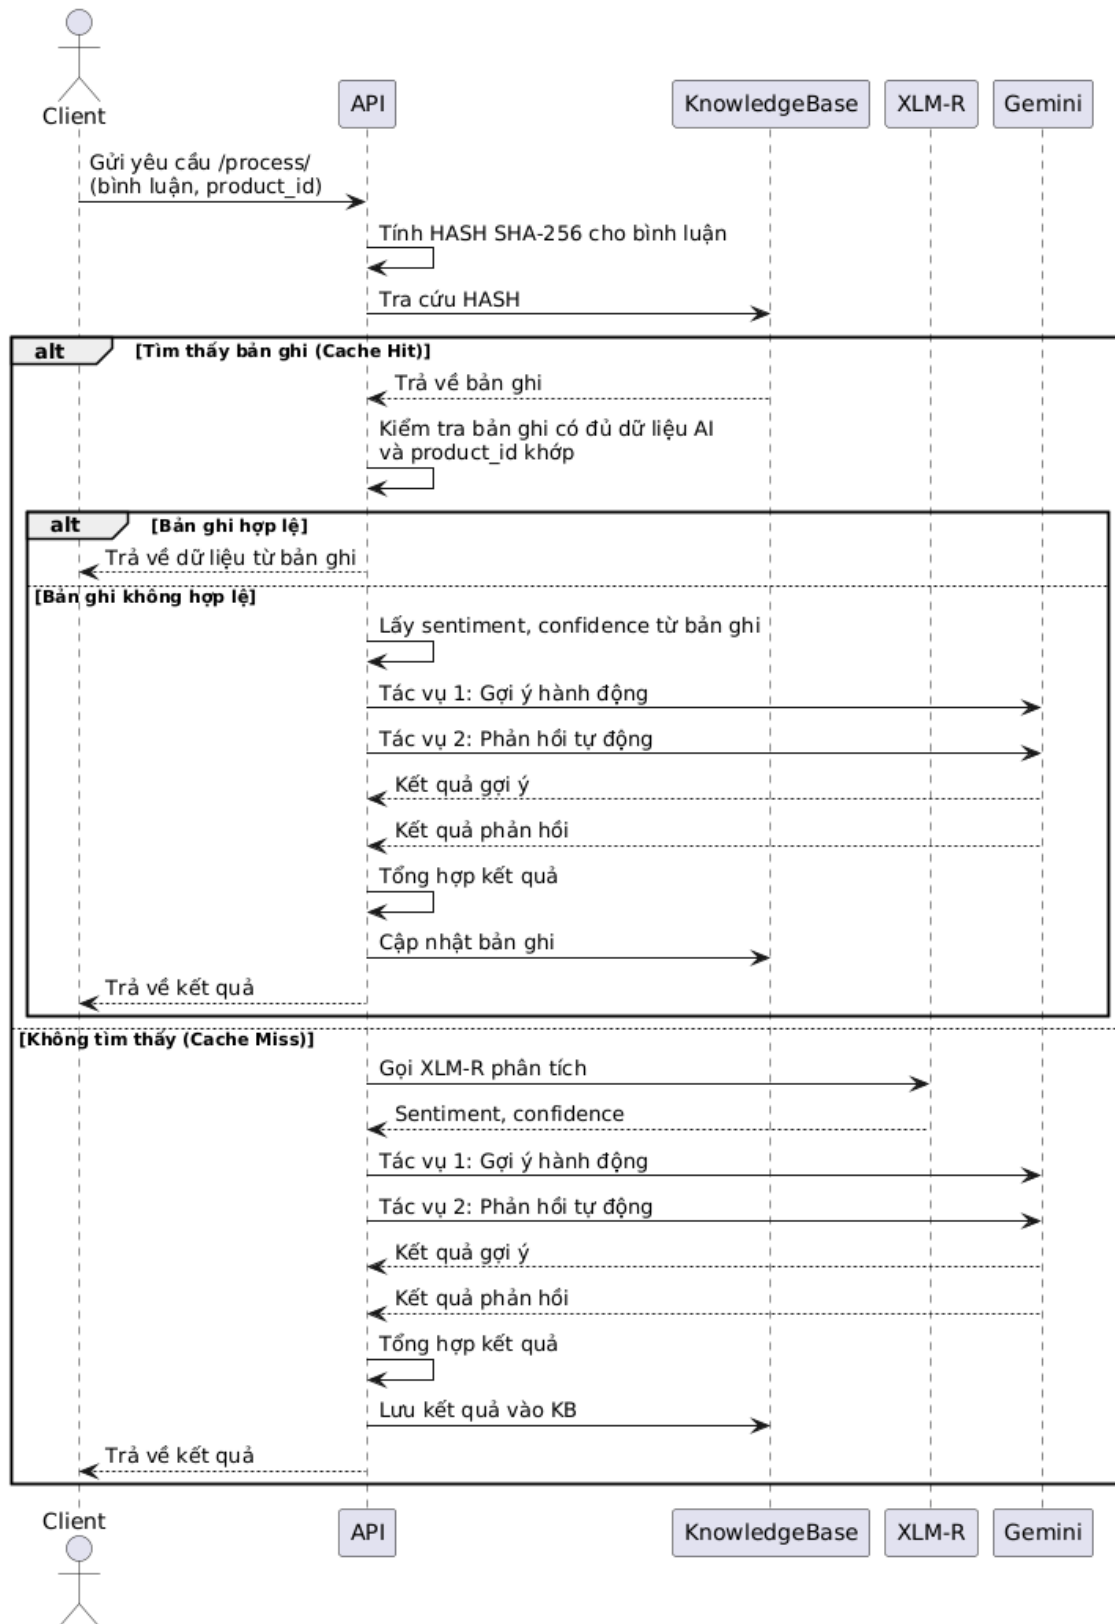 Client
API
KnowledgeBase
XLM-R
Gemini
Gửi yêu cầu /process/
(bình luận, product_id)
Tính HASH SHA-256 cho bình luận
Tra cứu HASH
alt
[Tìm thấy bản ghi (Cache Hit)]
Trả về bản ghi
Kiểm tra bản ghi có đủ dữ liệu AI
và product_id khớp
alt
[Bản ghi hợp lệ]
Trả về dữ liệu từ bản ghi
[Bản ghi không hợp lệ]
Lấy sentiment, confidence từ bản ghi
Tác vụ 1: Gợi ý hành động
Tác vụ 2: Phản hồi tự động
Kết quả gợi ý
Kết quả phản hồi
Tổng hợp kết quả
Cập nhật bản ghi
Trả về kết quả
[Không tìm thấy (Cache Miss)]
Gọi XLM-R phân tích
Sentiment, confidence
Tác vụ 1: Gợi ý hành động
Tác vụ 2: Phản hồi tự động
Kết quả gợi ý
Kết quả phản hồi
Tổng hợp kết quả
Lưu kết quả vào KB
Trả về kết quả
Client
API
KnowledgeBase
XLM-R
Gemini